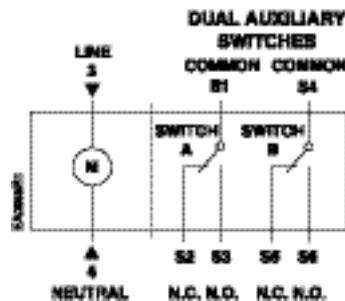 DUAL AUXILIARY
SWITCHES
LINE
3
COMMON COMMON
S1 S4
SWITCH
A
SWITCH
B
M
4
NEUTRAL
S2 S3 S5 S6
N.C. N.O. N.C. N.O.